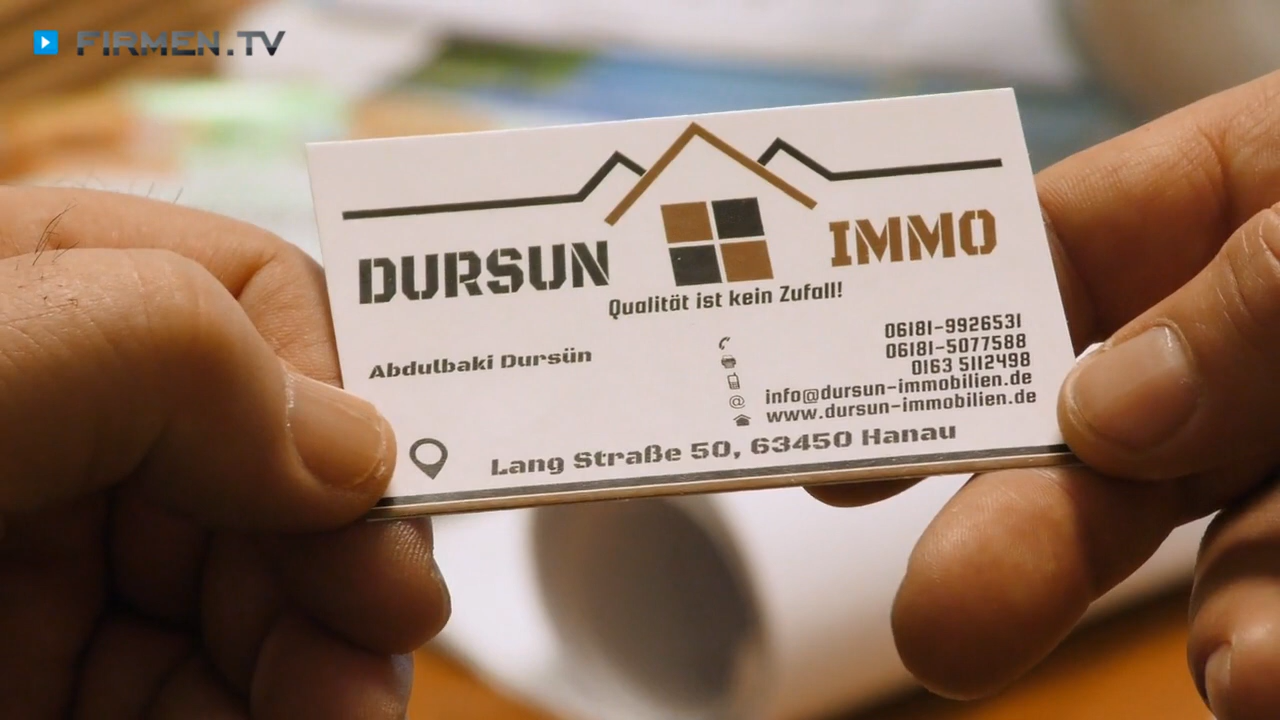 FIRMEN.TV
DURSUN IMMO
Qualität ist kein Zufall!
Abdulbaki Dursün
06181-9926531
06181-5077588
0163 5112498
info@dursun-immobilien.de
www.dursun-immobilien.de
Lang Straße 50, 63450 Hanau